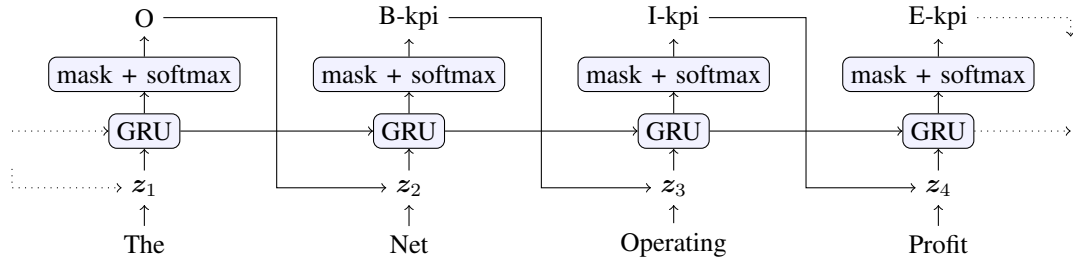 O B-kpi I-kpi E-kpi
mask + softmax mask + softmax mask + softmax mask + softmax
GRU GRU GRU GRU
z₁ z₂ z₃ z₄
The Net Operating Profit